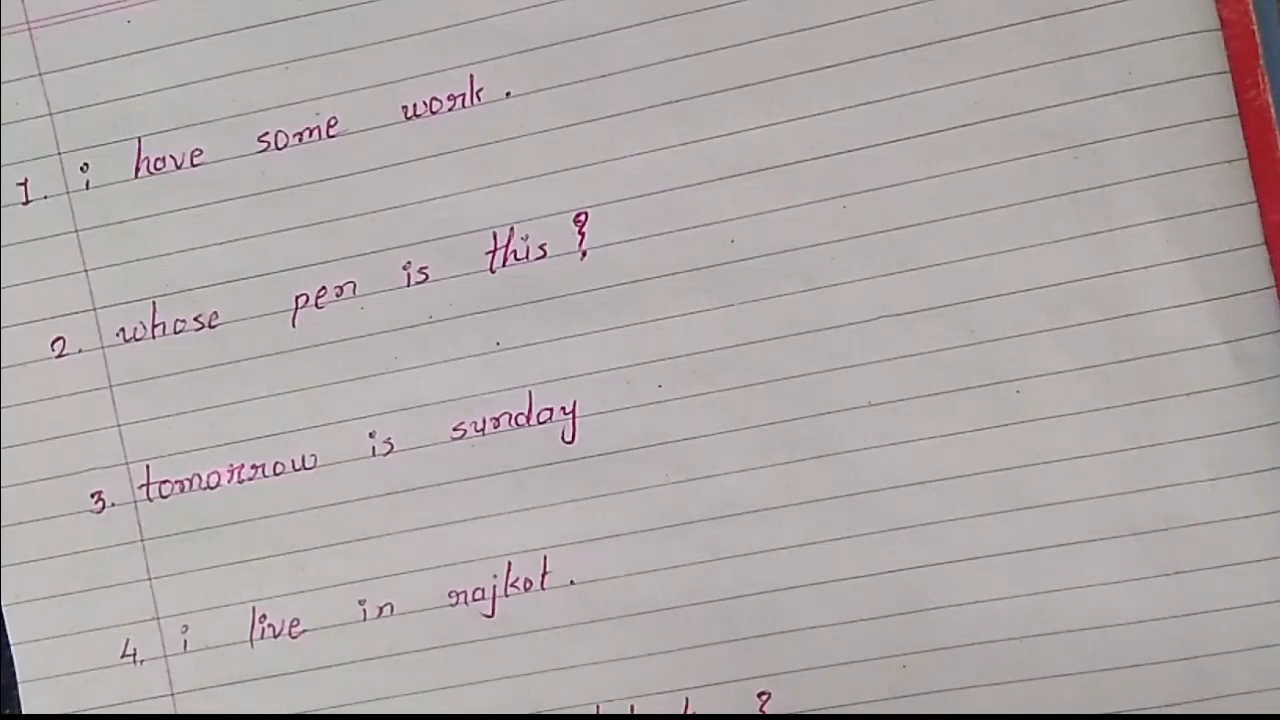 1. i have some work.
2. whose pen is this?
3. tomorrow is sunday
4. i live in rajkot.